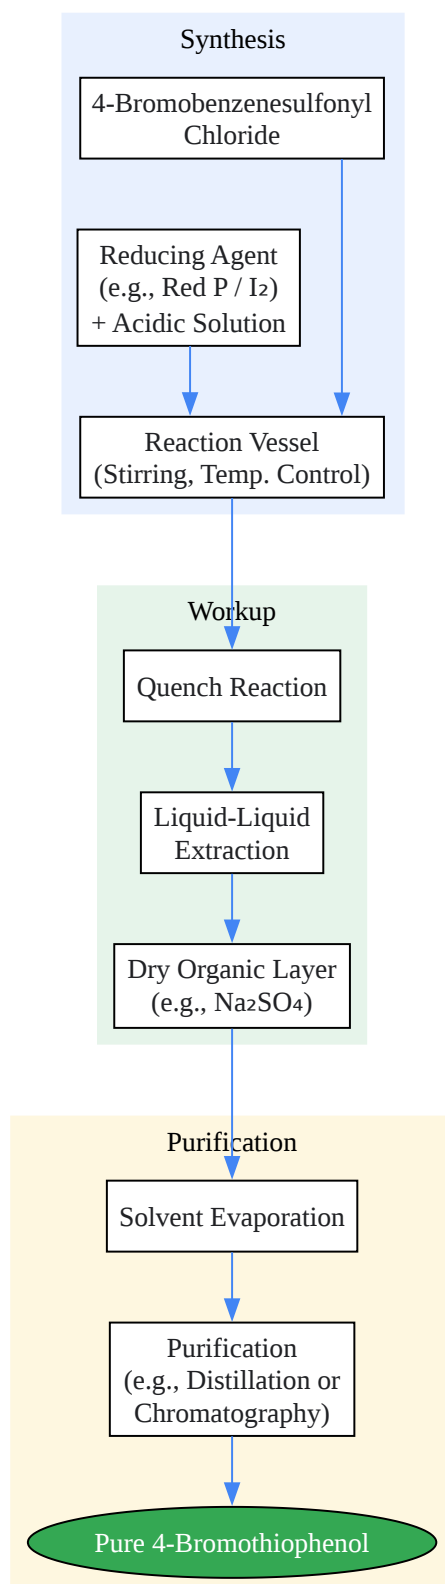 Synthesis
4-Bromobenzenesulfonyl
Chloride
Reducing Agent
(e.g., Red P / I₂)
+ Acidic Solution
Reaction Vessel
(Stirring, Temp. Control)
Workup
Quench Reaction
Liquid-Liquid
Extraction
Dry Organic Layer
(e.g., Na₂SO₄)
Purification
Solvent Evaporation
Purification
(e.g., Distillation or
Chromatography)
Pure 4-Bromothiophenol